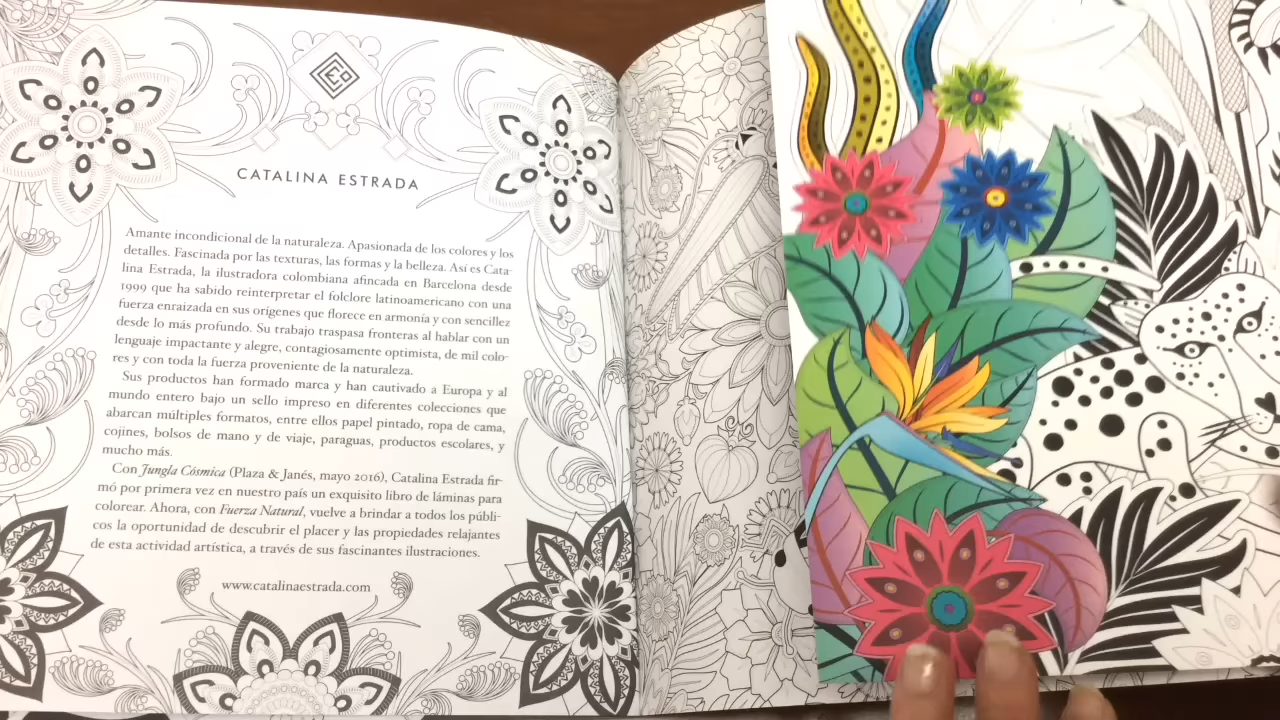 CATALINA ESTRADA
Amante incondicional de la naturaleza. Apasionada de los colores y los
detalles. Fascinada por las texturas, las formas y la belleza. Así es Cata-
lina Estrada, la ilustradora colombiana afincada en Barcelona desde
1999 que ha sabido reinterpretar el folclore latinoamericano con una
fuerza enraizada en sus orígenes que florece en armonía y con sencillez
desde lo más profundo. Su trabajo traspasa fronteras al hablar con un
lenguaje impactante y alegre, contagiosamente optimista, de mil colo-
res y con toda la fuerza proveniente de la naturaleza.
Sus productos han formado marca y han cautivado a Europa y al
mundo entero bajo un sello impreso en diferentes colecciones que
abarcan múltiples formatos, entre ellos papel pintado, ropa de cama,
cojines, bolsos de mano y de viaje, paraguas, productos escolares, y
mucho más.
Con Jungla Cósmica (Plaza & Janés, mayo 2016), Catalina Estrada fir-
mó por primera vez en nuestro país un exquisito libro de láminas para
colorear. Ahora, con Fuerza Natural, vuelve a brindar a todos los públi-
cos la oportunidad de descubrir el placer y las propiedades relajantes
de esta actividad artística, a través de sus fascinantes ilustraciones.
www.catalinaestrada.com